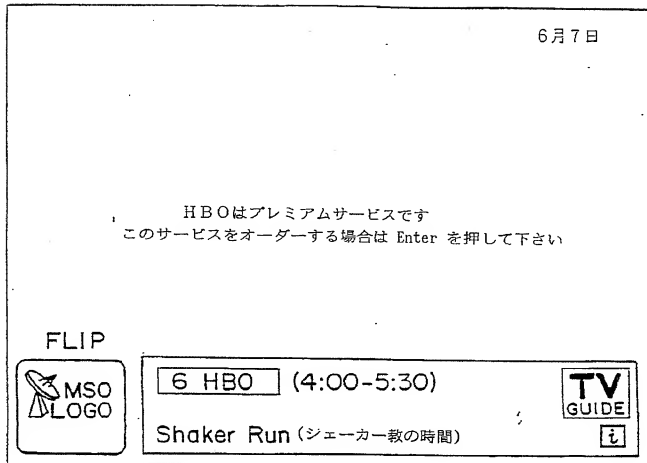 6月7日
HBOはプレミアムサービスです
このサービスをオーダーする場合は Enter を押して下さい
FLIP
MSO
LOGO
6 HBO (4:00-5:30)
Shaker Run (ジェーカー教の時間)
TV
GUIDE
i